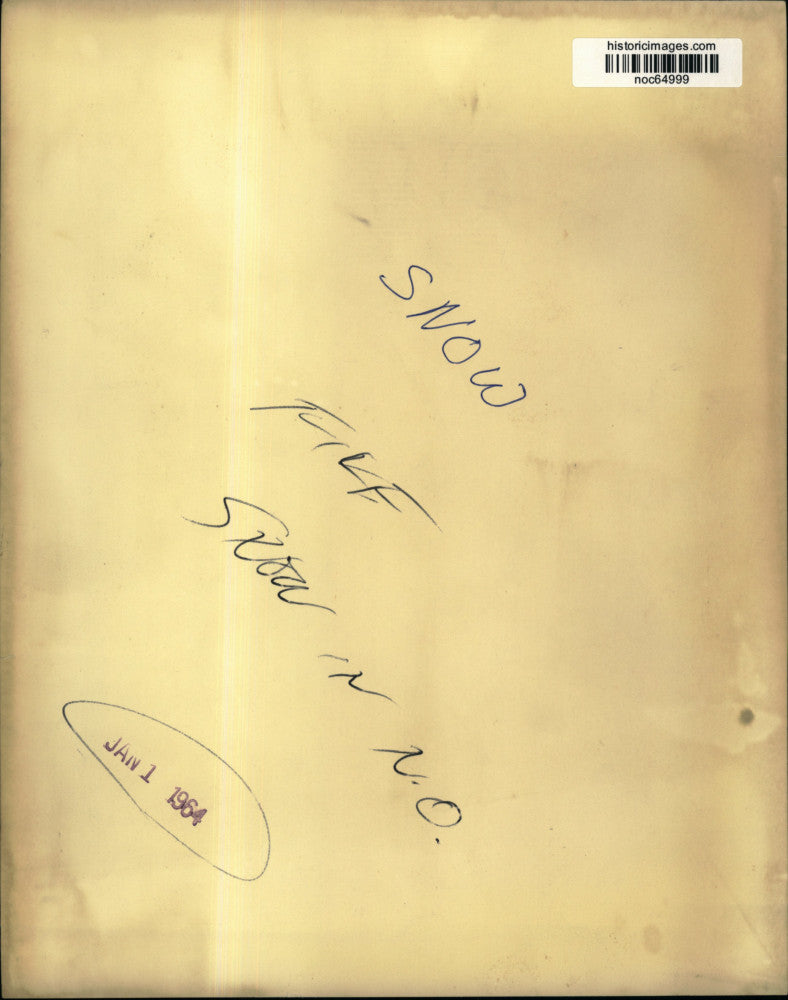 historicimages.com
noc64999
SNOW
FILE
SNOW IN N.O.
JAN 1 1964